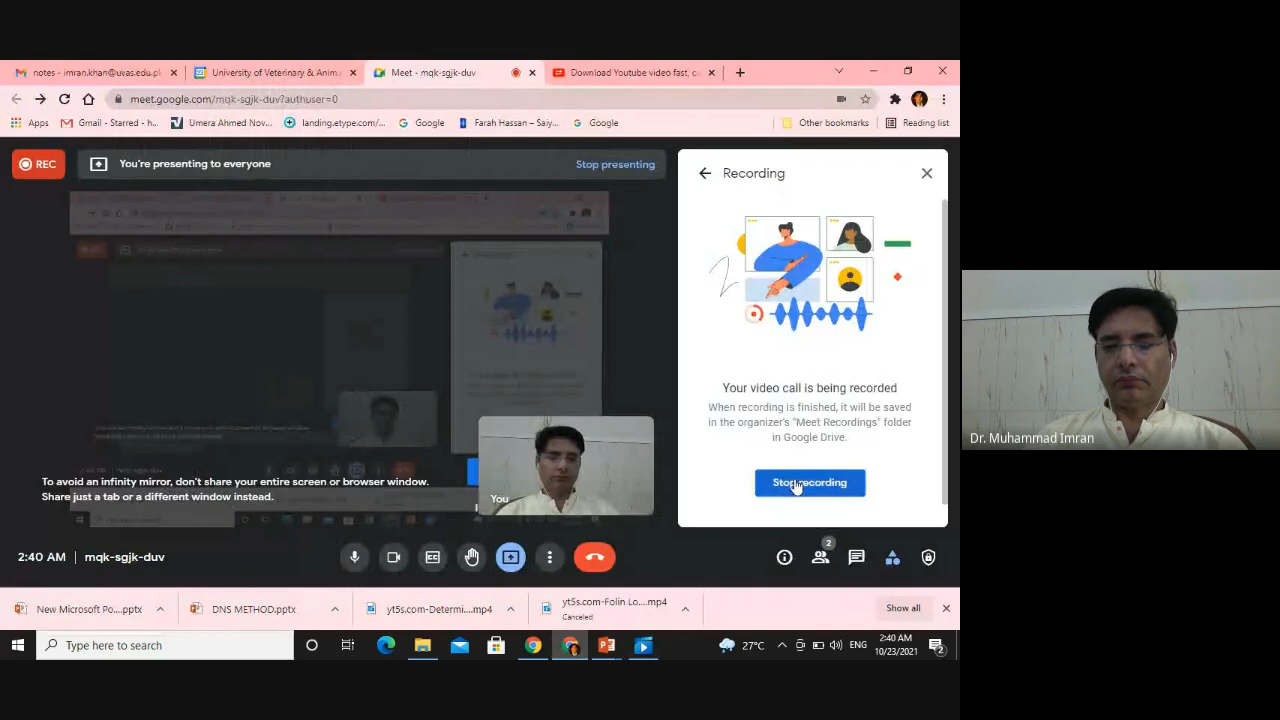 notes - imran.khan@uvas.edu.pl
University of Veterinary & Anima
Meet - mqk-sgjk-duv
Download Youtube video fast, c
meet.google.com/mqk-sgjk-duv?authuser=0
Apps
Gmail - Starred - h...
Umera Ahmed Nov...
landing.etype.com/...
Google
Farah Hassan – Saiy...
Google
Other bookmarks
Reading list
REC
You're presenting to everyone
Stop presenting
Recording
2
Your video call is being recorded
When recording is finished, it will be saved
in the organizer's "Meet Recordings" folder
in Google Drive.
Stop recording
To avoid an infinity mirror, don't share your entire screen or browser window.
Share just a tab or a different window instead.
You
Dr. Muhammad Imran
2:40 AM | mqk-sgjk-duv
2
New Microsoft Po....pptx
DNS METHOD.pptx
yt5s.com-Determi....mp4
yt5s.com-Folin Lo....mp4
Canceled
Show all
Type here to search
27°C
ENG
2:40 AM
10/23/2021
2